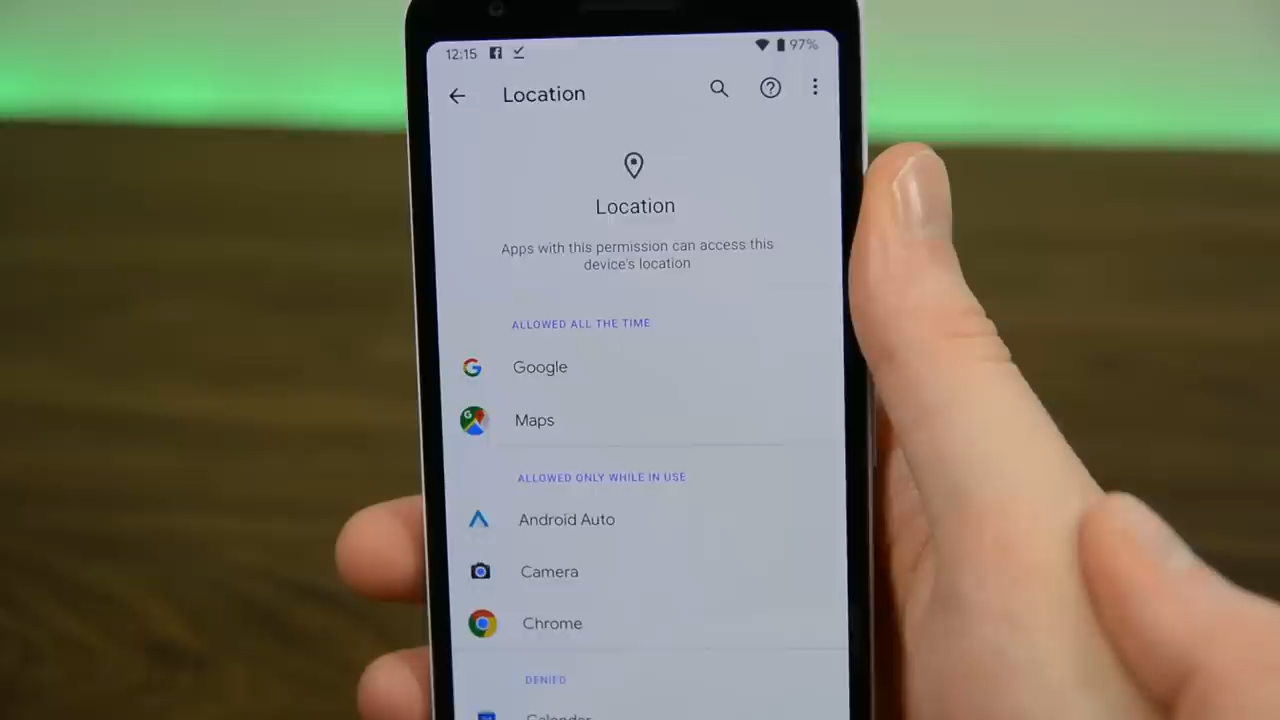 12:15 97%
Location
Location
Apps with this permission can access this
device's location
ALLOWED ALL THE TIME
Google
Maps
ALLOWED ONLY WHILE IN USE
Android Auto
Camera
Chrome
DENIED
Calendar